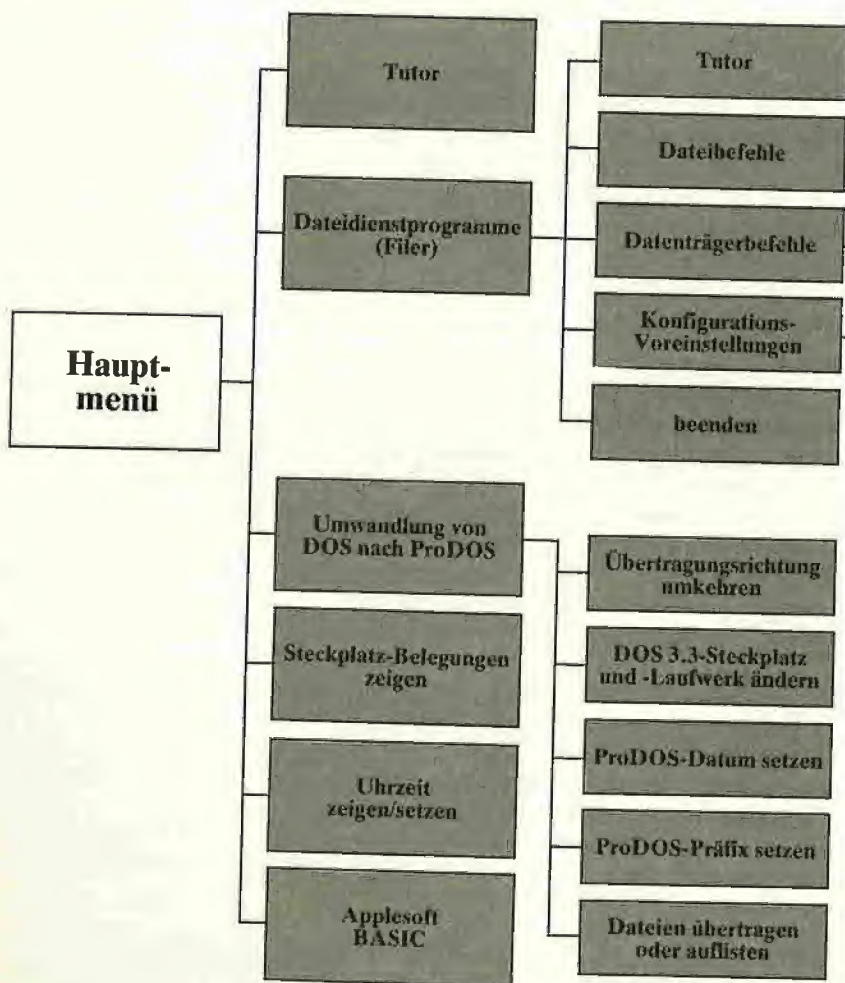 Haupt-
menü
Tutor
Dateidienstprogramme
(Filer)
Umwandlung von
DOS nach ProDOS
Steckplatz-Belegungen
zeigen
Uhrzeit
zeigen/setzen
Applesoft
BASIC
Tutor
Dateibefehle
Datenträgerbefehle
Konfigurations-
Voreinstellungen
beenden
Übertragungsrichtung
umkehren
DOS 3.3-Steckplatz
und -Laufwerk ändern
ProDOS-Datum setzen
ProDOS-Präfix setzen
Dateien übertragen
oder auflisten